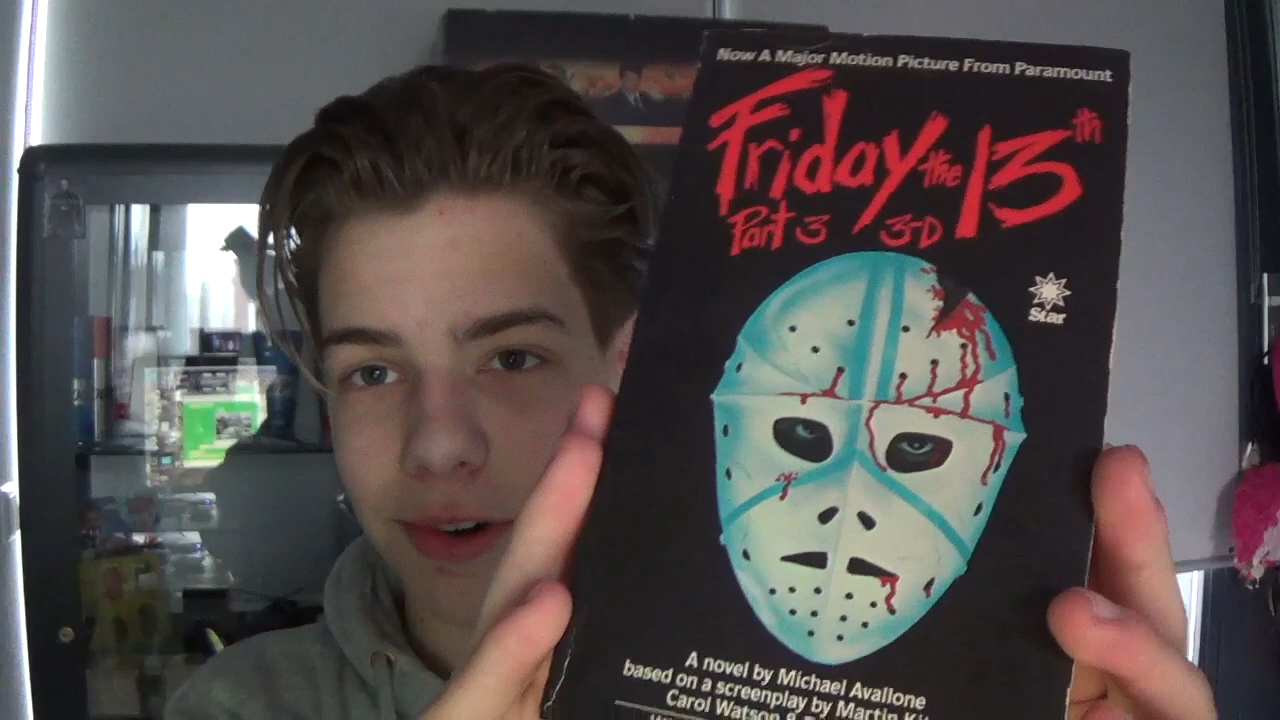 Now A Major Motion Picture From Paramount
Friday the 13th
Part 3 3-D
Star
A novel by Michael Avallone
based on a screenplay by Martin
Carol Watson &